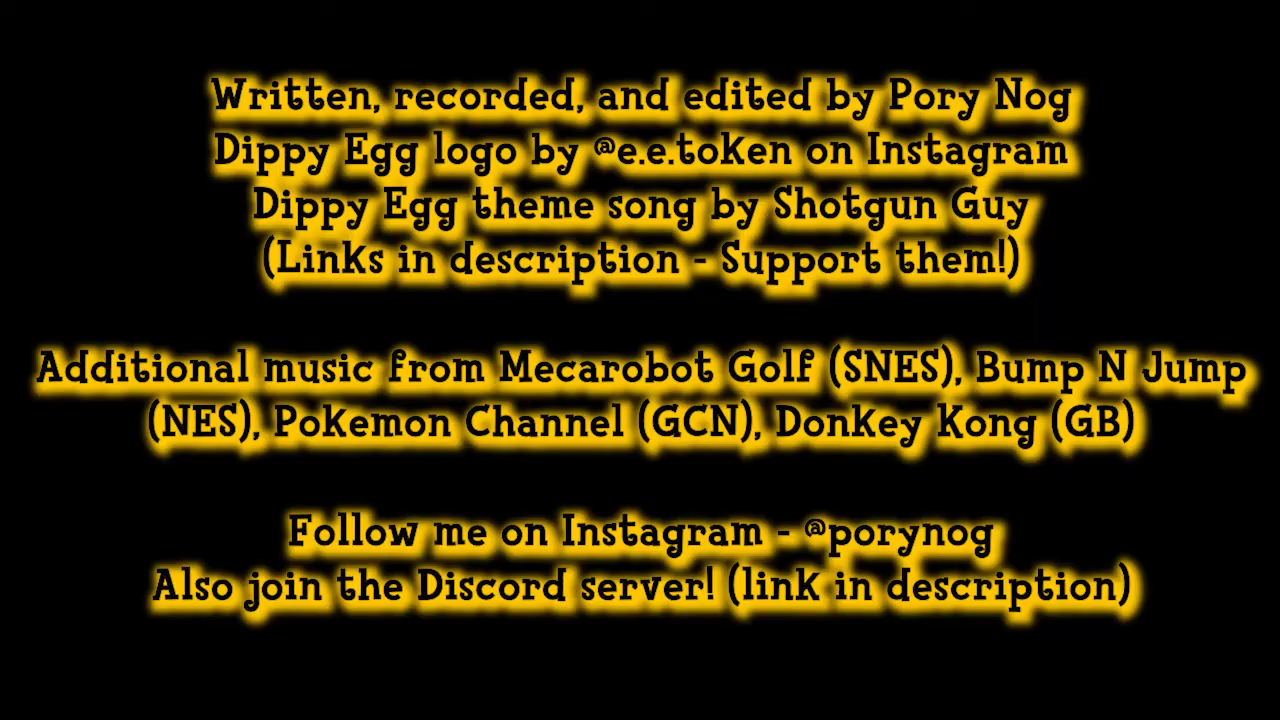 Written, recorded, and edited by Pory Nog
Dippy Egg logo by @e.e.token on Instagram
Dippy Egg theme song by Shotgun Guy
(Links in description - Support them!)
Additional music from Mecarobot Golf (SNES), Bump N Jump
(NES), Pokemon Channel (GCN), Donkey Kong (GB)
Follow me on Instagram - @porynog
Also join the Discord server! (link in description)